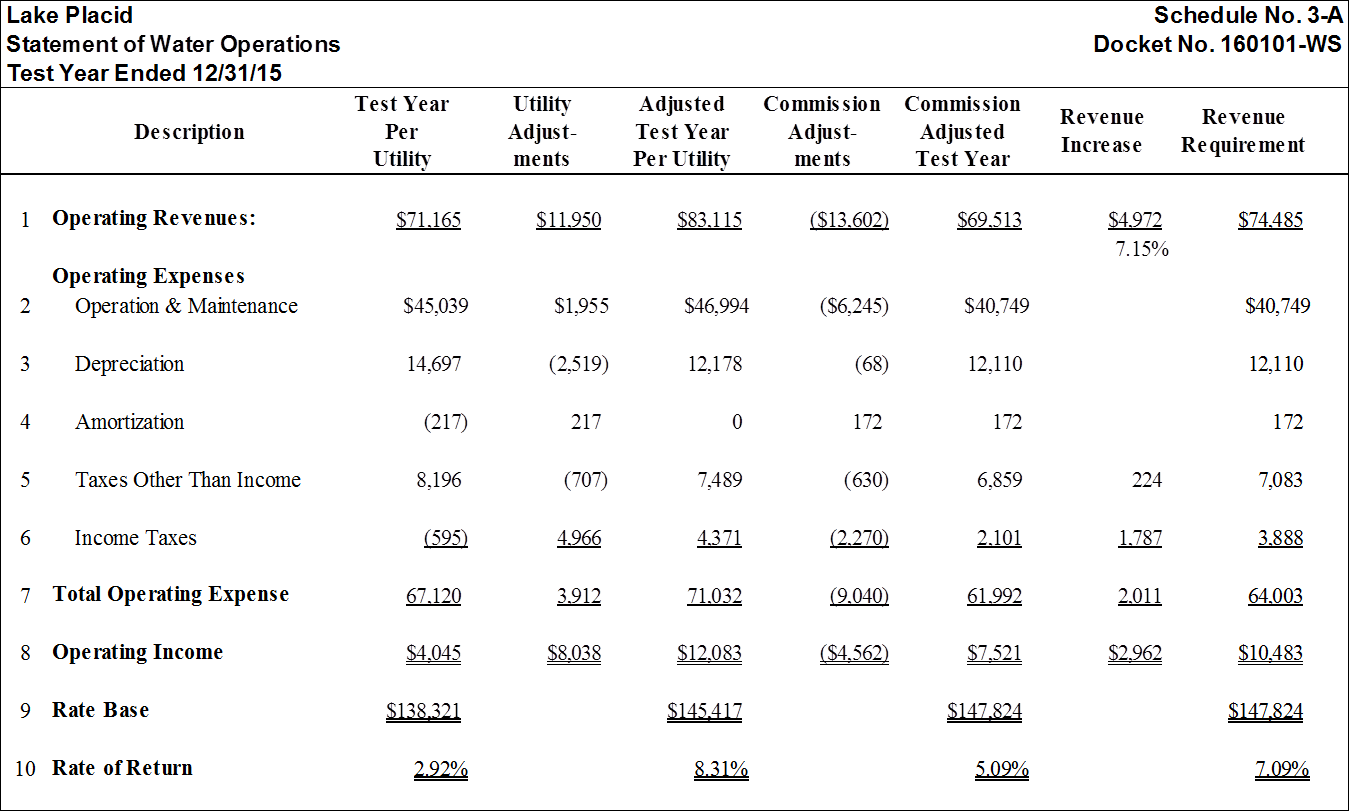 Lake Placid Schedule No. 3-A
Statement of Water Operations Docket No. 160101-WS
Test Year Ended 12/31/15
Test Year Utility Adjusted Commission Commission
Revenue Revenue
Description Per Adjust- Test Year Adjust- Adjusted
Increase Requirement
Utility ments Per Utility ments Test Year
1 Operating Revenues: $71,165 $11,950 $83,115 ($13,602) $69,513 $4,972 $74,485
7.15%
Operating Expenses
2 Operation & Maintenance $45,039 $1,955 $46,994 ($6,245) $40,749 $40,749
3 Depreciation 14,697 (2,519) 12,178 (68) 12,110 12,110
4 Amortization (217) 217 0 172 172 172
5 Taxes Other Than Income 8,196 (707) 7,489 (630) 6,859 224 7,083
6 Income Taxes (595) 4,966 4,371 (2,270) 2,101 1,787 3,888
7 Total Operating Expense 67,120 3,912 71,032 (9,040) 61,992 2,011 64,003
8 Operating Income $4,045 $8,038 $12,083 ($4,562) $7,521 $2,962 $10,483
9 Rate Base $138,321 $145,417 $147,824 $147,824
10 Rate of Return 2.92% 8.31% 5.09% 7.09%